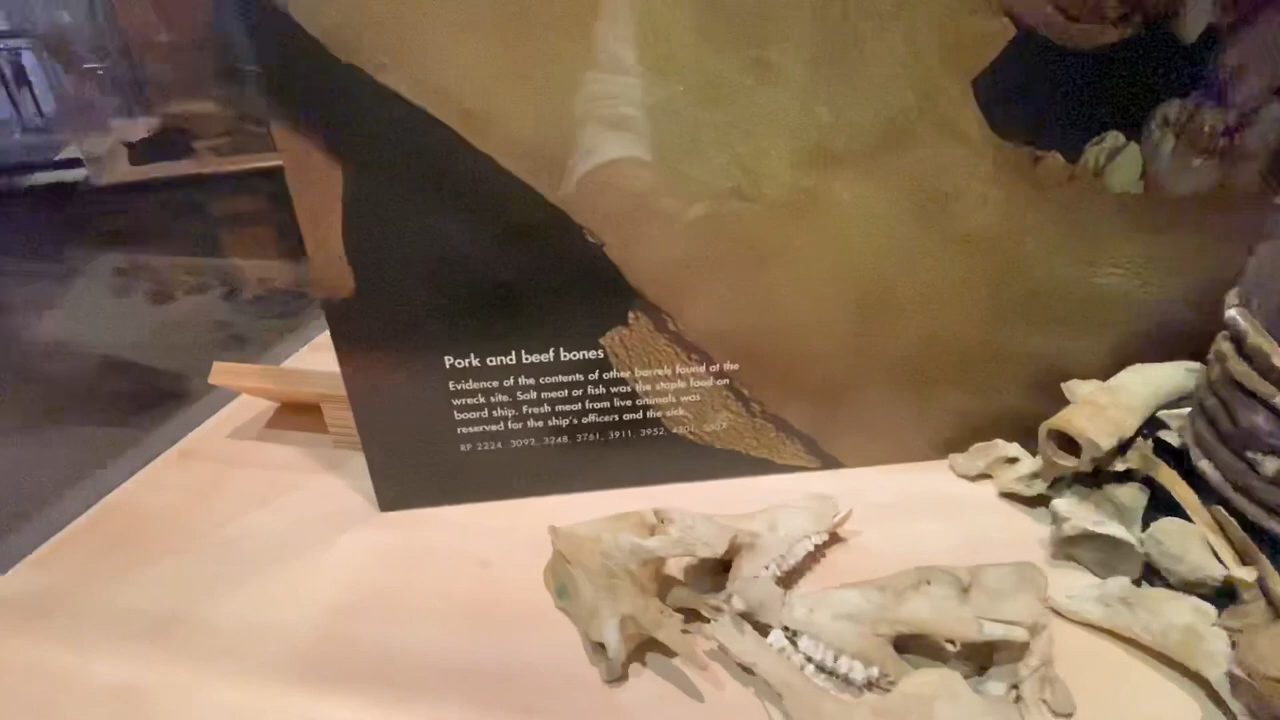 Pork and beef bones
Evidence of the contents of other barrels found at the
wreck site. Salt meat or fish was the staple food on
board ship. Fresh meat from live animals was
reserved for the ship's officers and the sick.
RP 2224, 3092, 3248, 3761, 3911, 3952,